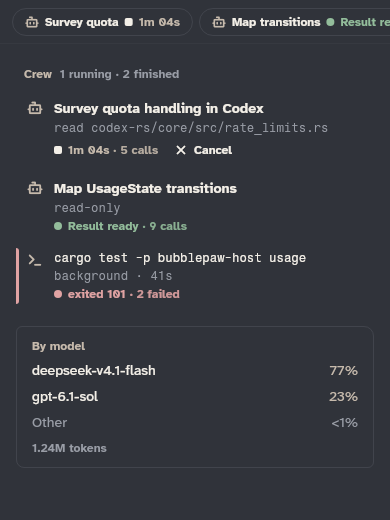 Survey quota 1m 04s Map transitions Result re
Crew 1 running · 2 finished
Survey quota handling in Codex
read codex-rs/core/src/rate_limits.rs
1m 04s · 5 calls Cancel
Map UsageState transitions
read-only
Result ready · 9 calls
cargo test -p bubblepaw-host usage
background · 41s
exited 101 · 2 failed
By model
deepseek-v4.1-flash 77%
gpt-6.1-sol 23%
Other <1%
1.24M tokens